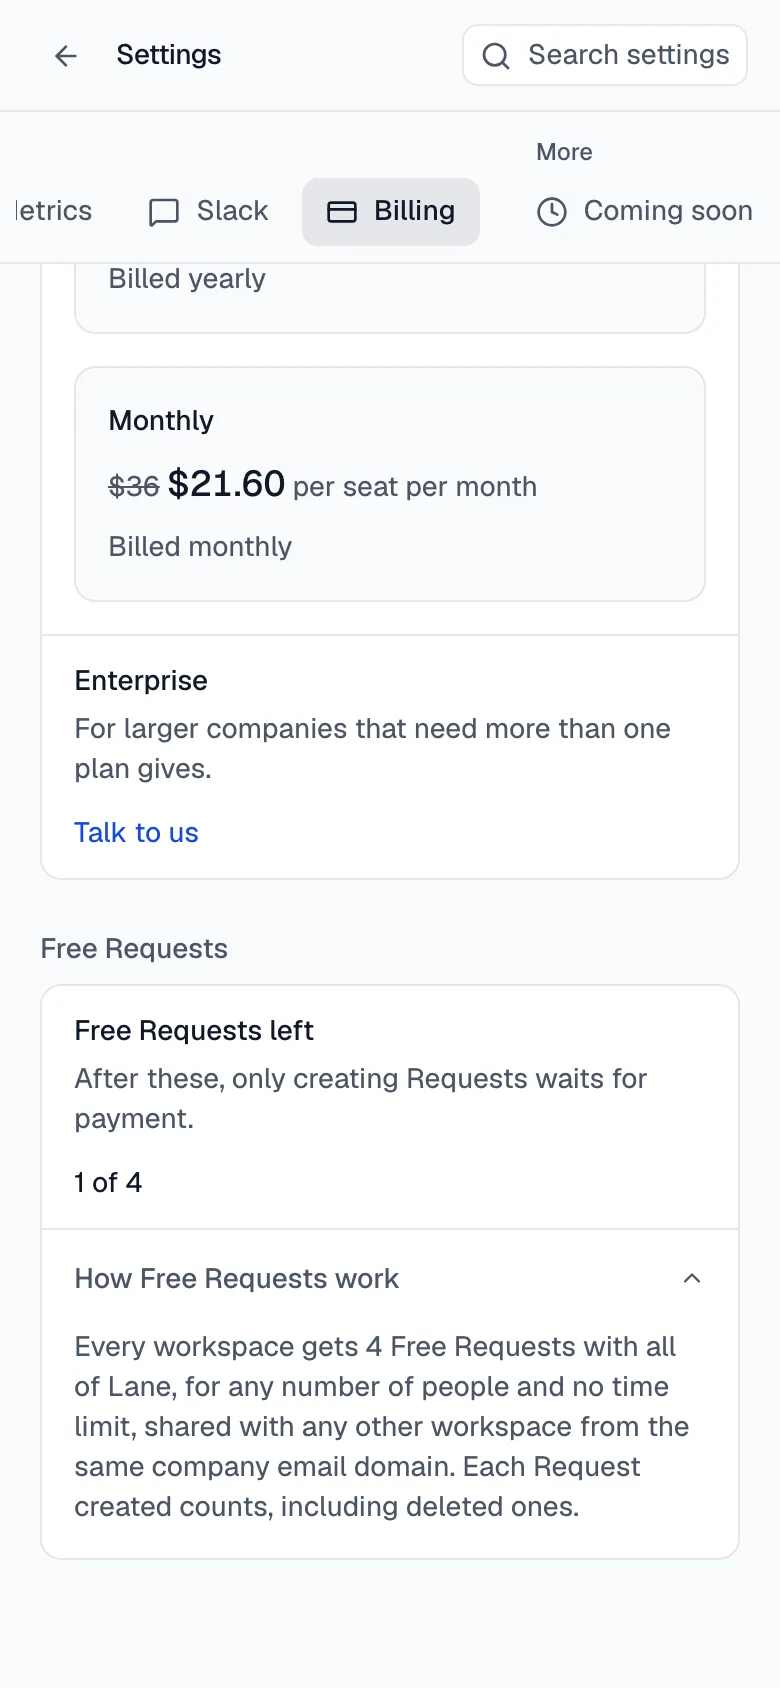 Settings
Search settings
More
etrics
Slack
Billing
Coming soon
Billed yearly
Monthly
$36 $21.60 per seat per month
Billed monthly
Enterprise
For larger companies that need more than one
plan gives.
Talk to us
Free Requests
Free Requests left
After these, only creating Requests waits for
payment.
1 of 4
How Free Requests work
Every workspace gets 4 Free Requests with all
of Lane, for any number of people and no time
limit, shared with any other workspace from the
same company email domain. Each Request
created counts, including deleted ones.